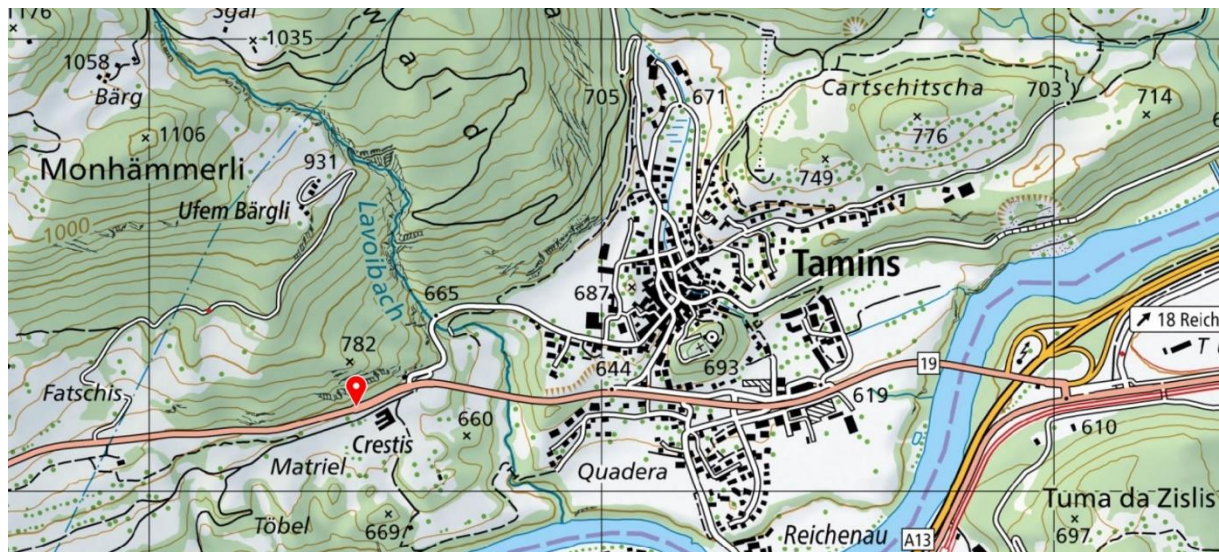 1176
Sgai
1035
w
a
1058
Bärg
a
l
d
705
671
Cartschitscha
703
714
1106
776
Monhämmerli
931
749
Ufem Bärgli
1000
Lavoibach
Tamins
665
687
18 Reich
T
782
644
693
19
Fatschis
619
660
610
Crestis
Matriel
Quadera
Tuma da Zislis
Töbel
669
Reichenau
A13
697